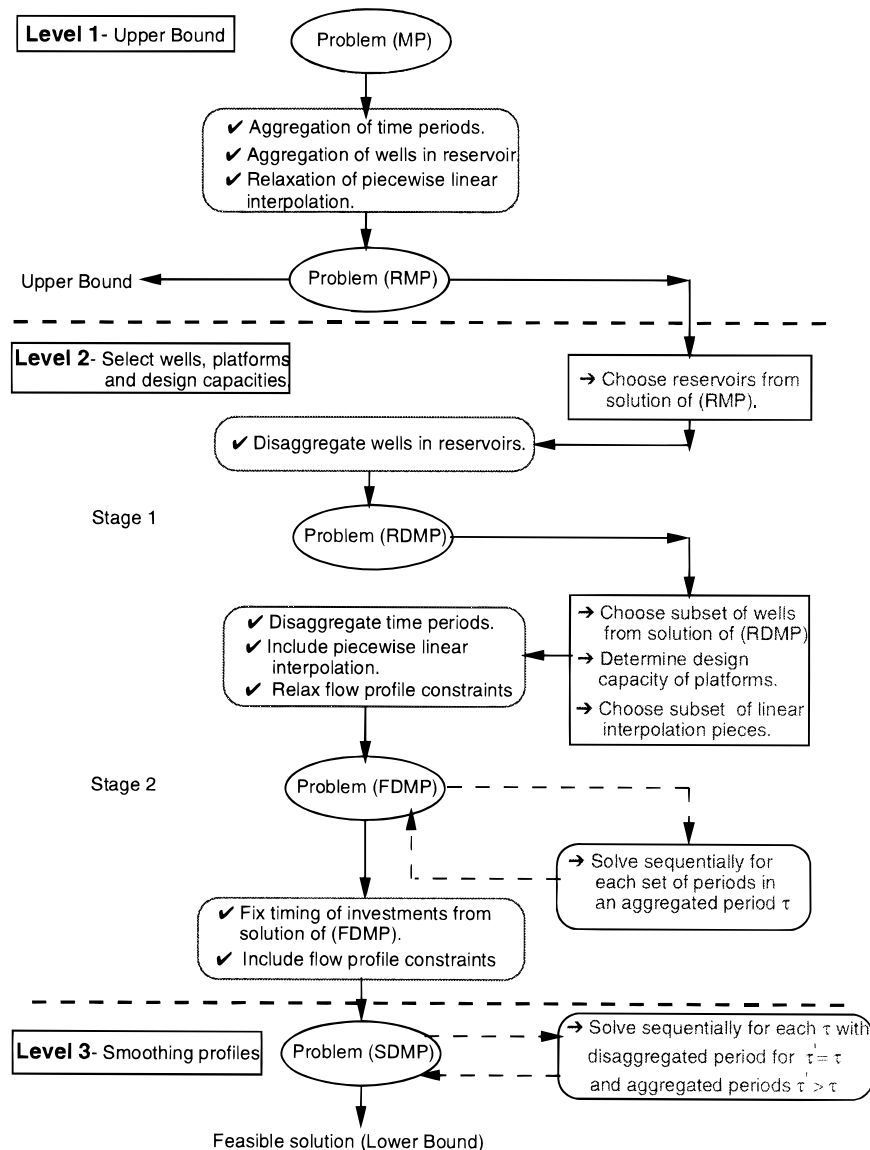 Level 1- Upper Bound
Problem (MP)
✔ Aggregation of time periods.
✔ Aggregation of wells in reservoir.
✔ Relaxation of piecewise linear
interpolation.
Upper Bound
Problem (RMP)
Level 2- Select wells, platforms
and design capacities.
➔ Choose reservoirs from
solution of (RMP).
✔ Disaggregate wells in reservoirs.
Stage 1
Problem (RDMP)
✔ Disaggregate time periods.
✔ Include piecewise linear
interpolation.
✔ Relax flow profile constraints
➔ Choose subset of wells
from solution of (RDMP)
➔ Determine design
capacity of platforms.
➔ Choose subset of linear
interpolation pieces.
Stage 2
Problem (FDMP)
➔ Solve sequentially for
each set of periods in
an aggregated period τ
✔ Fix timing of investments from
solution of (FDMP).
✔ Include flow profile constraints
Level 3- Smoothing profiles
Problem (SDMP)
➔ Solve sequentially for each τ with
disaggregated period for τ' = τ
and aggregated periods τ' > τ
Feasible solution (Lower Bound)